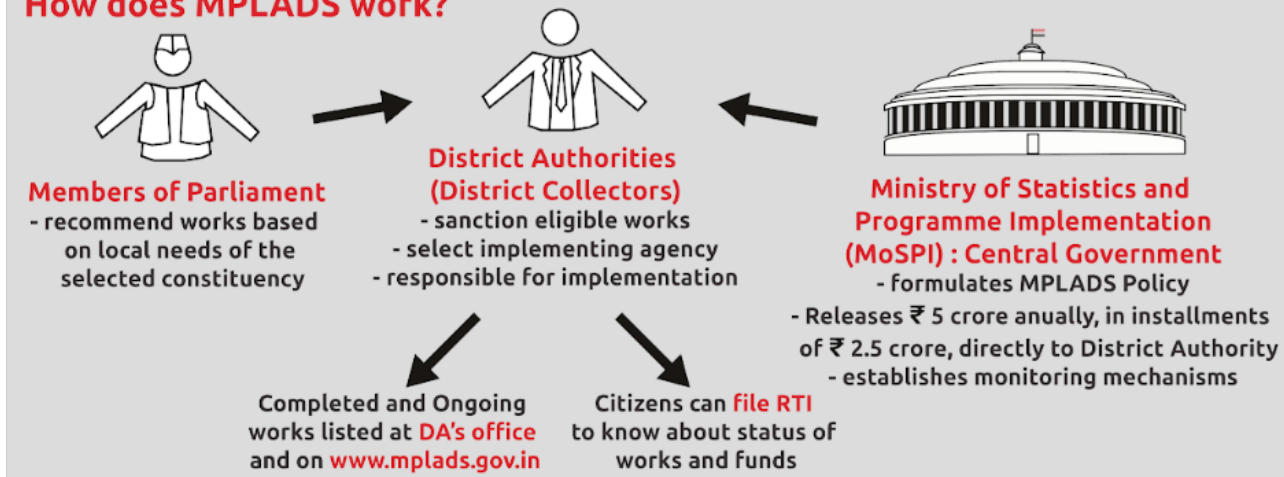 How does MPLADS work?
Members of Parliament
- recommend works based
on local needs of the
selected constituency
District Authorities
(District Collectors)
- sanction eligible works
- select implementing agency
- responsible for implementation
Ministry of Statistics and
Programme Implementation
(MoSPI) : Central Government
- formulates MPLADS Policy
- Releases ₹ 5 crore anually, in installments
of ₹ 2.5 crore, directly to District Authority
- establishes monitoring mechanisms
Completed and Ongoing
works listed at DA's office
and on www.mplads.gov.in
Citizens can file RTI
to know about status of
works and funds